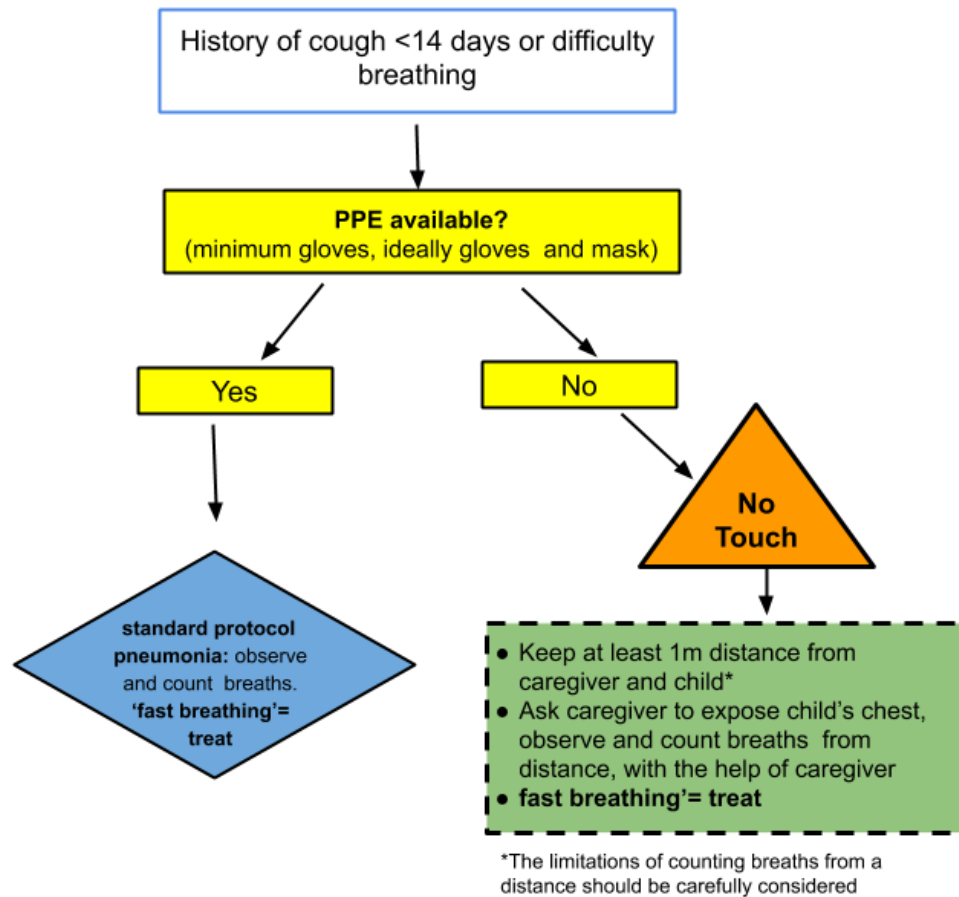 History of cough <14 days or difficulty
breathing
PPE available?
(minimum gloves, ideally gloves and mask)
Yes
No
No
Touch
standard protocol
pneumonia: observe
and count breaths.
‘fast breathing’=
treat
● Keep at least 1m distance from
caregiver and child*
● Ask caregiver to expose child’s chest,
observe and count breaths from
distance, with the help of caregiver
● fast breathing’= treat
*The limitations of counting breaths from a
distance should be carefully considered